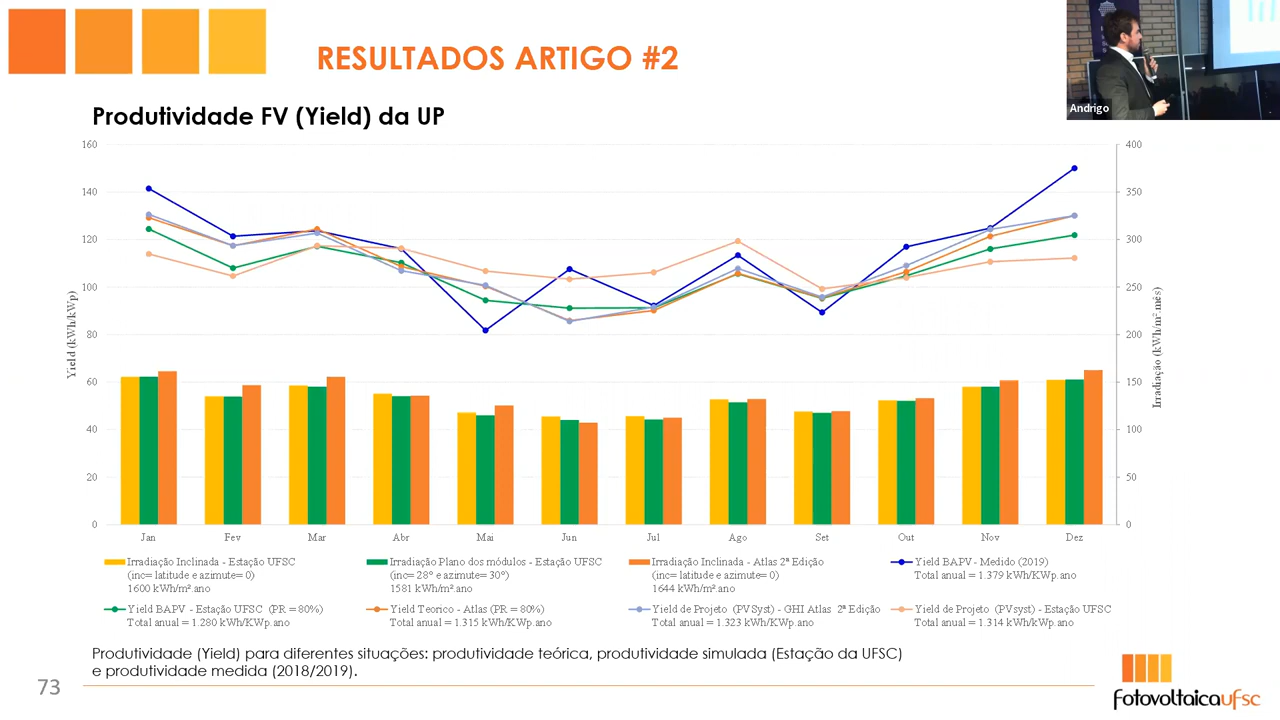 RESULTADOS ARTIGO #2
Andrigo
Produtividade FV (Yield) da UP
160
140
120
100
80
60
40
20
0
Yield (kWh/kWp)
400
350
300
250
200
150
100
50
0
Irradiação (kWh/m².mês)
Jan Fev Mar Abr Mai Jun Jul Ago Set Out Nov Dez
Irradiação Inclinada - Estação UFSC
(inc= latitude e azimute= 0)
1600 kWh/m².ano
Irradiação Plano dos módulos - Estação UFSC
(inc= 28º e azimute= 30º)
1581 kWh/m².ano
Irradiação Inclinada - Atlas 2ª Edição
(inc= latitude e azimute= 0)
1644 kWh/m².ano
Yield BAPV - Medido (2019)
Total anual = 1.379 kWh/KWp.ano
Yield BAPV - Estação UFSC (PR = 80%)
Total anual = 1.280 kWh/KWp.ano
Yield Teorico - Atlas (PR = 80%)
Total anual = 1.315 kWh/KWp.ano
Yield de Projeto (PVSyst) - GHI Atlas 2ª Edição
Total anual = 1.323 kWh/KWp.ano
Yield de Projeto (PVsyst) - Estação UFSC
Total anual = 1.314 kWh/KWp.ano
Produtividade (Yield) para diferentes situações: produtividade teórica, produtividade simulada (Estação da UFSC)
e produtividade medida (2018/2019).
73
fotovoltaicaufsc